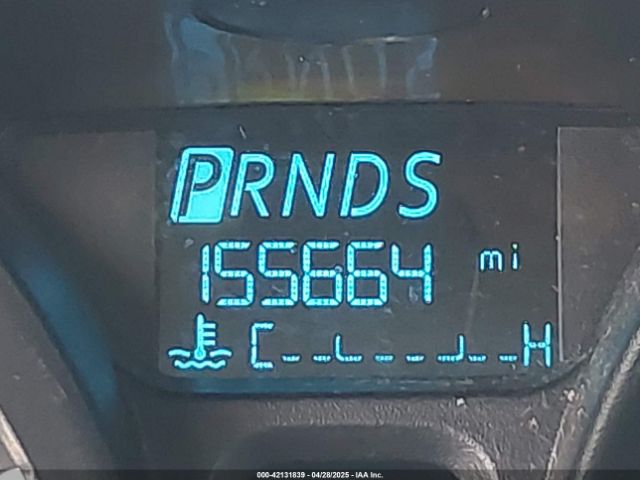 PRNDS
155664 mi
C H
000-42131839 - 04/28/2025 - IAA Inc.